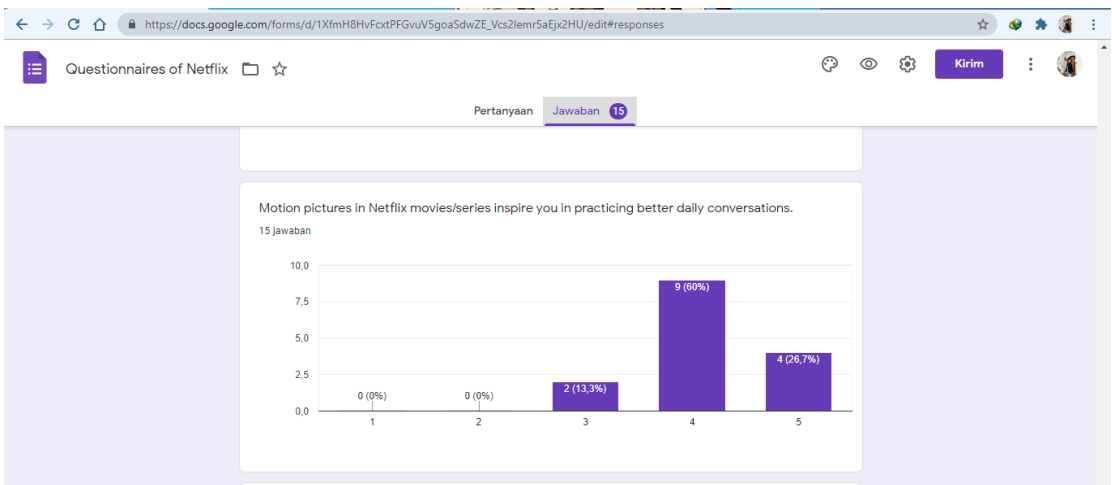 https://docs.google.com/forms/d/1XfmH8HvFcxtPFGvuV5goaSdwZE_Vcs2Iemr5aEjx2HU/edit#responses
Questionnaires of Netflix
Kirim
Pertanyaan
Jawaban 15
Motion pictures in Netflix movies/series inspire you in practicing better daily conversations.
15 jawaban
10,0
7,5
5,0
2,5
0,0
0 (0%)
0 (0%)
2 (13,3%)
9 (60%)
4 (26,7%)
1
2
3
4
5